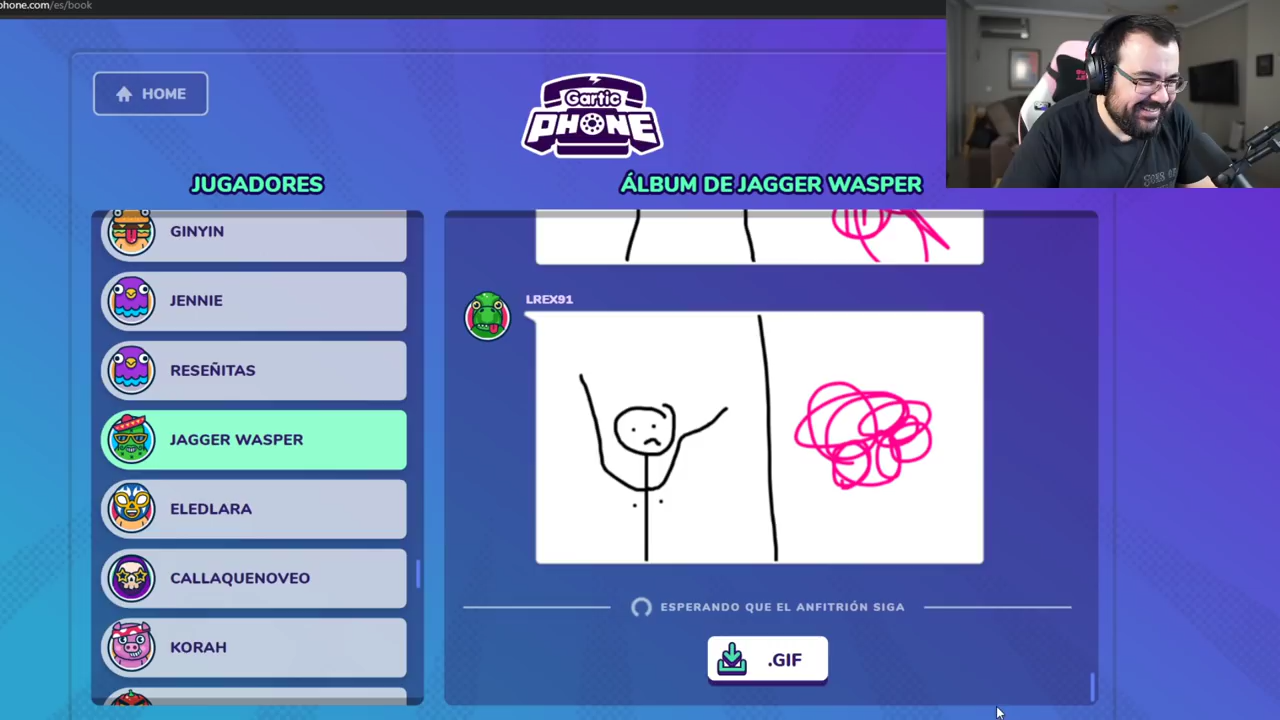 phone.com/es/book
HOME
Gartic
PHONE
JUGADORES
ÁLBUM DE JAGGER WASPER
GINYIN
JENNIE
RESEÑITAS
JAGGER WASPER
ELEDLARA
CALLAQUENOVEO
KORAH
LREX91
ESPERANDO QUE EL ANFITRIÓN SIGA
.GIF